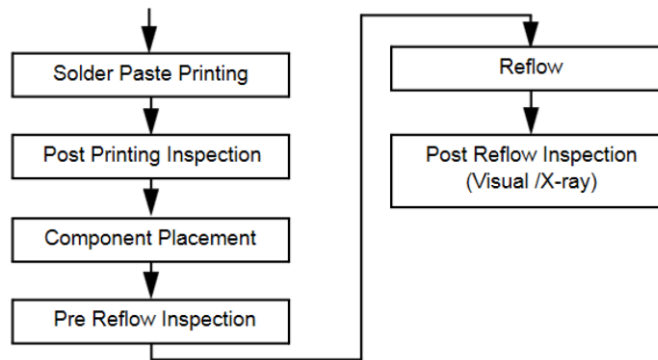 Solder Paste Printing
Post Printing Inspection
Component Placement
Pre Reflow Inspection
Reflow
Post Reflow Inspection
(Visual /X-ray)